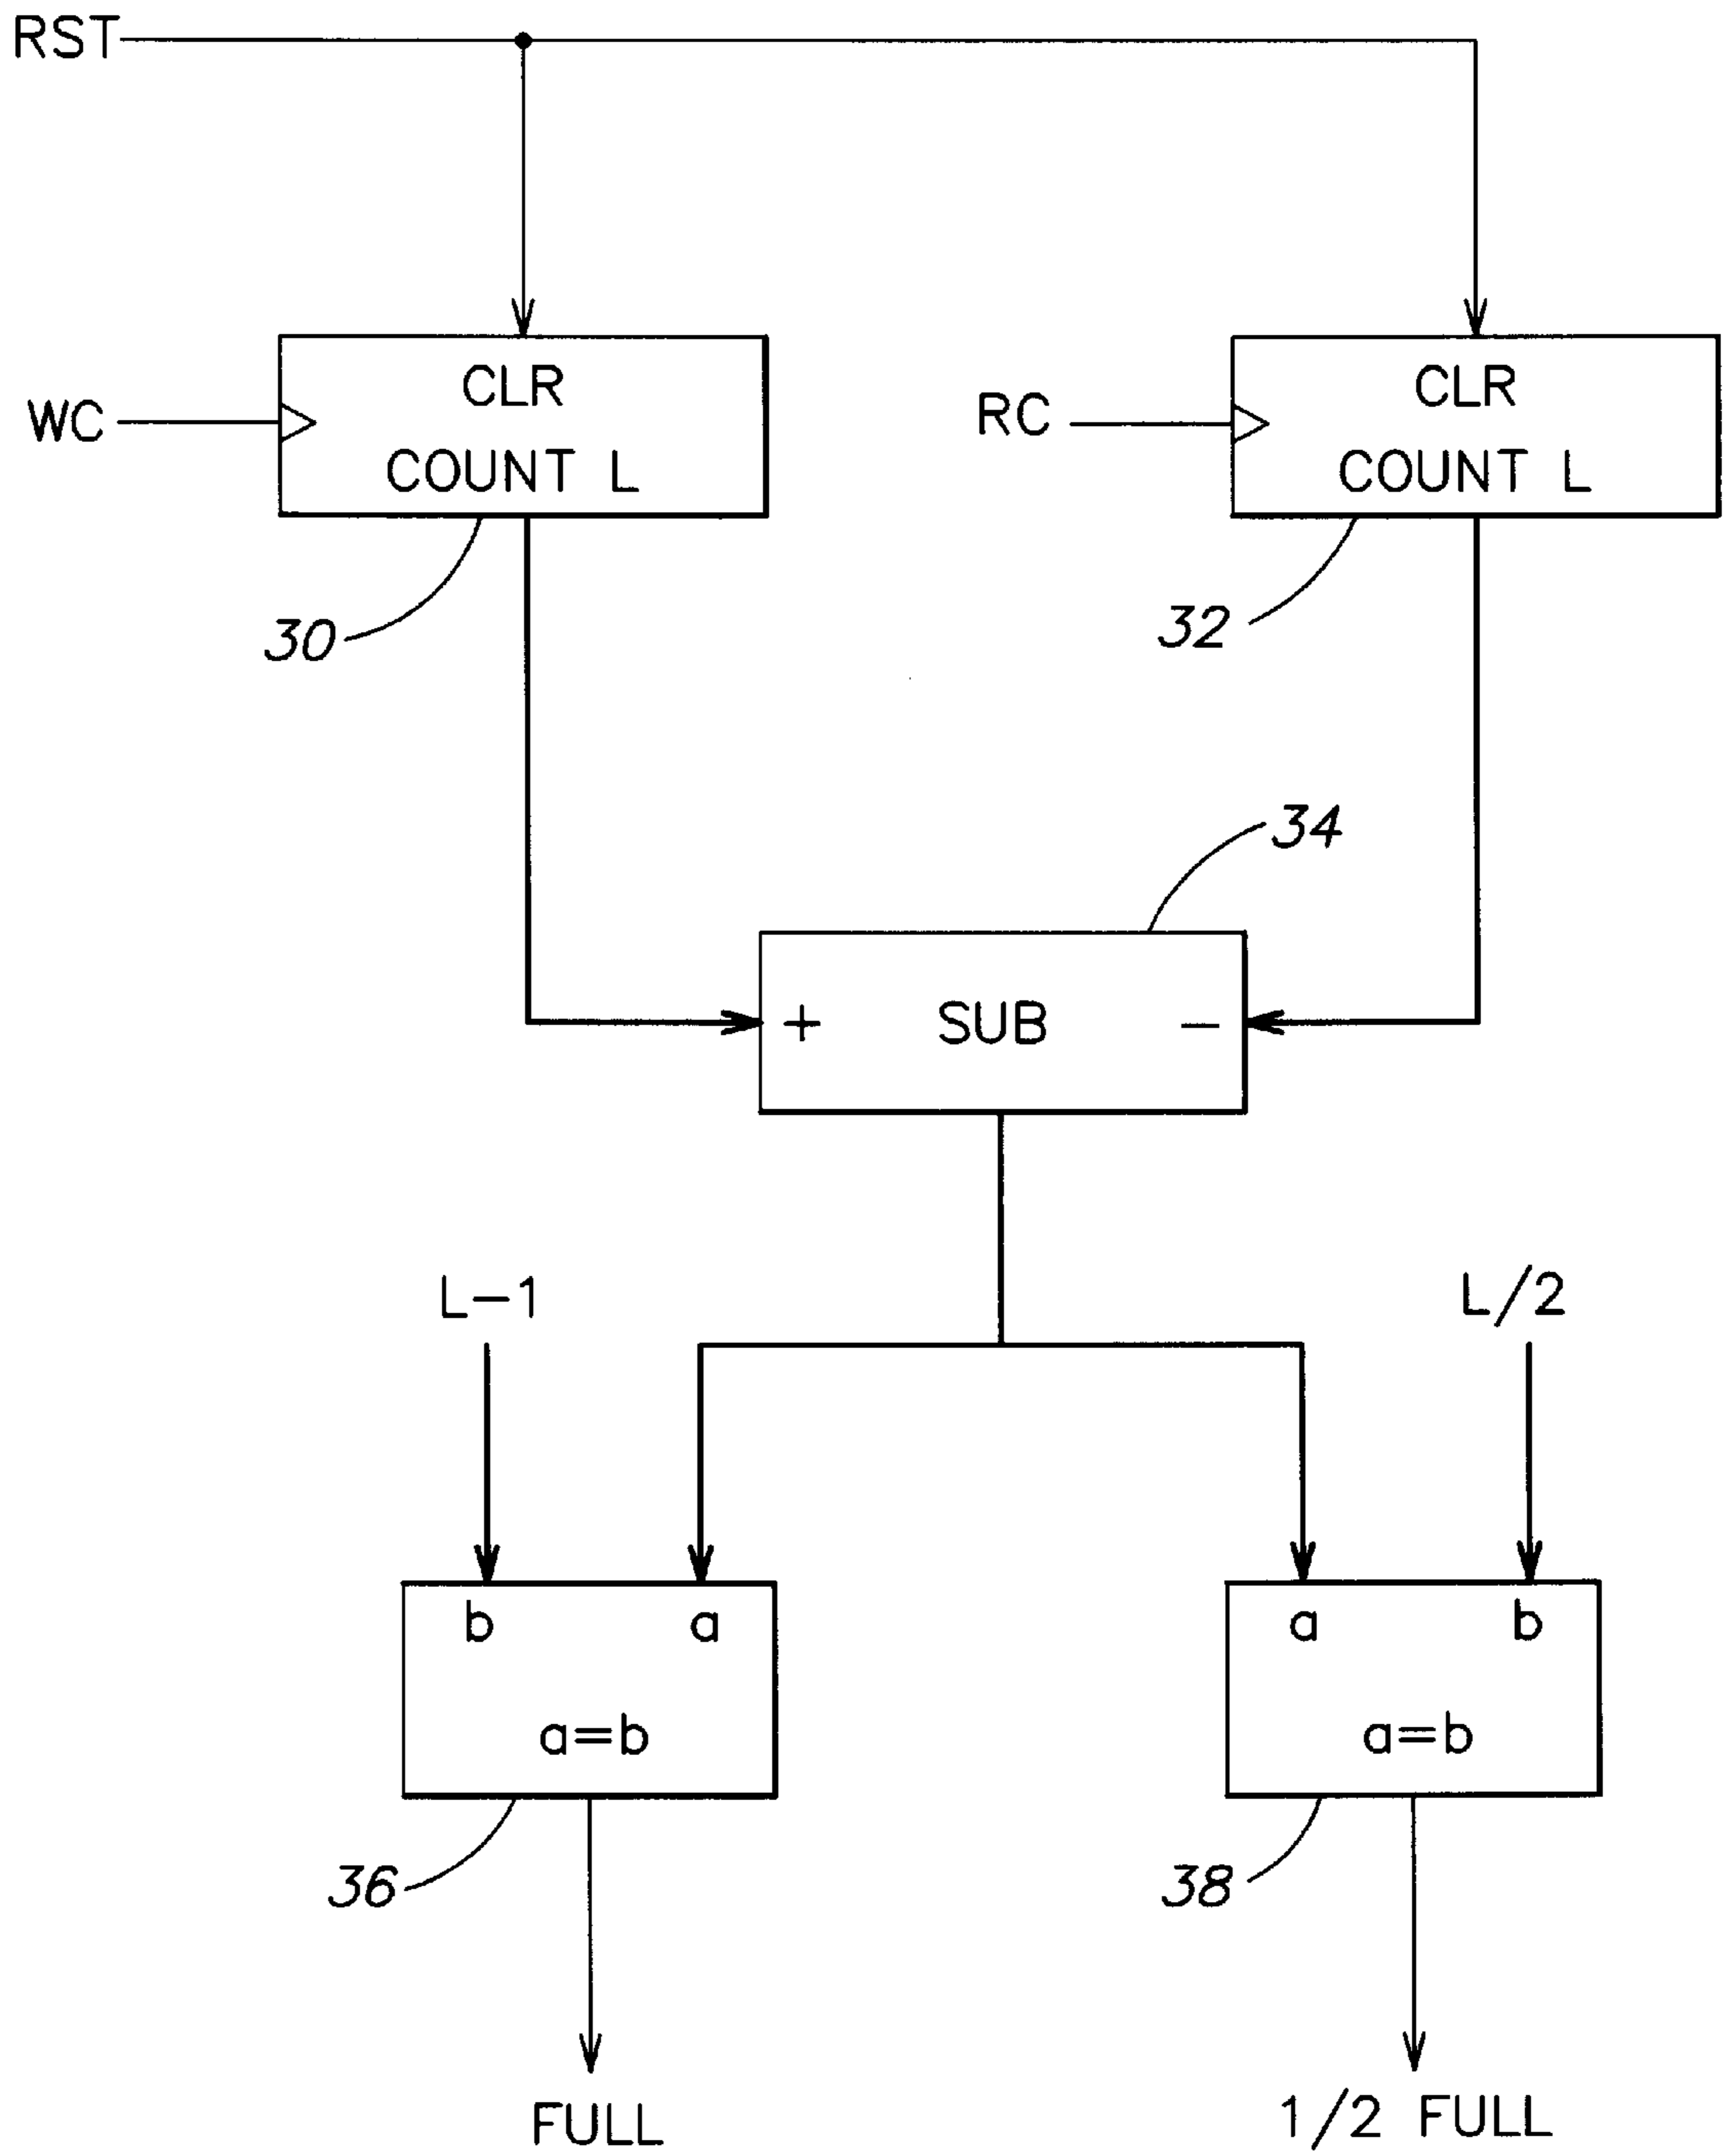 RST
CLR
COUNT L
WC
30
CLR
COUNT L
RC
32
34
+ SUB −
L−1
L/2
b a
a=b
36
a b
a=b
38
FULL
1/2 FULL